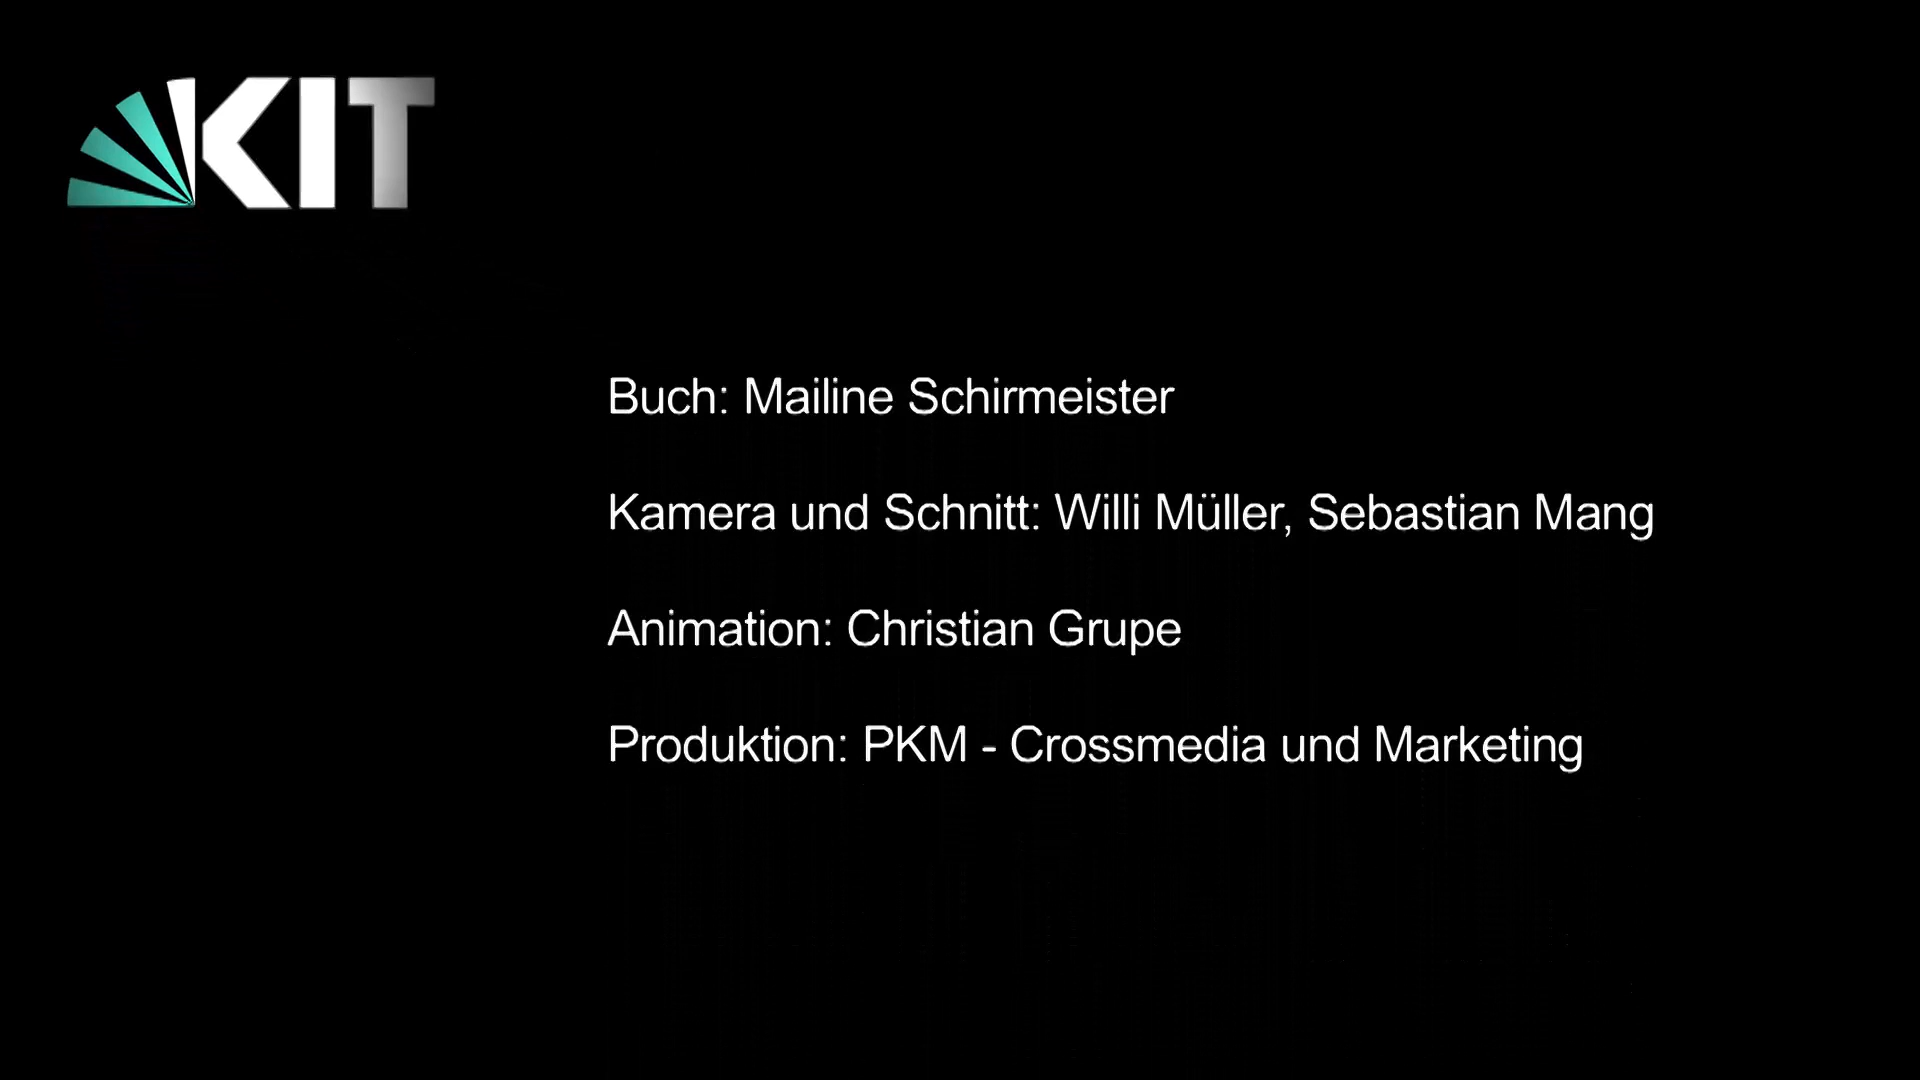 KIT
Buch: Mailine Schirmeister
Kamera und Schnitt: Willi Müller, Sebastian Mang
Animation: Christian Grupe
Produktion: PKM - Crossmedia und Marketing